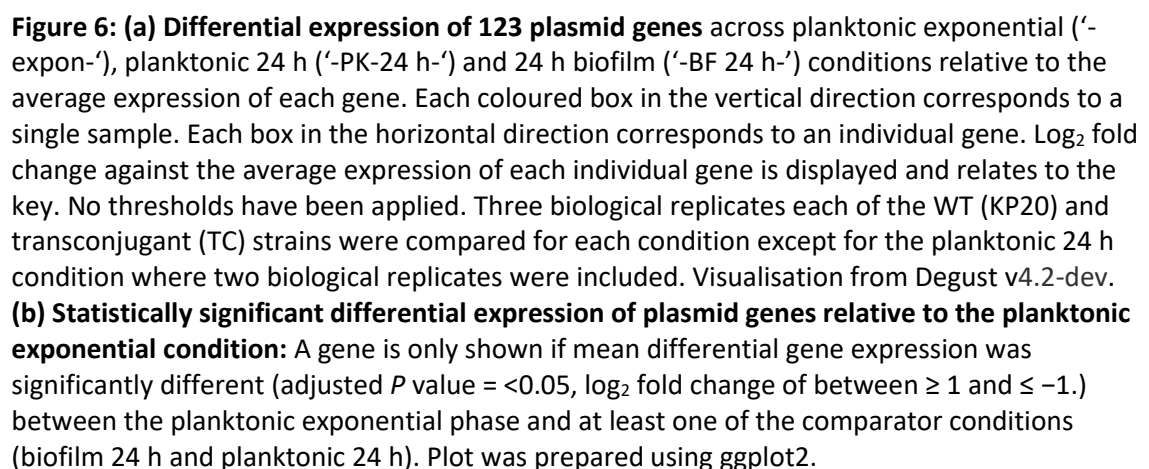 Figure 6: (a) Differential expression of 123 plasmid genes across planktonic exponential (‘-
expon-‘), planktonic 24 h (‘-PK-24 h-‘) and 24 h biofilm (‘-BF 24 h-’) conditions relative to the
average expression of each gene. Each coloured box in the vertical direction corresponds to a
single sample. Each box in the horizontal direction corresponds to an individual gene. Log₂ fold
change against the average expression of each individual gene is displayed and relates to the
key. No thresholds have been applied. Three biological replicates each of the WT (KP20) and
transconjugant (TC) strains were compared for each condition except for the planktonic 24 h
condition where two biological replicates were included. Visualisation from Degust v4.2-dev.
(b) Statistically significant differential expression of plasmid genes relative to the planktonic
exponential condition: A gene is only shown if mean differential gene expression was
significantly different (adjusted P value = <0.05, log₂ fold change of between ≥ 1 and ≤ −1.)
between the planktonic exponential phase and at least one of the comparator conditions
(biofilm 24 h and planktonic 24 h). Plot was prepared using ggplot2.